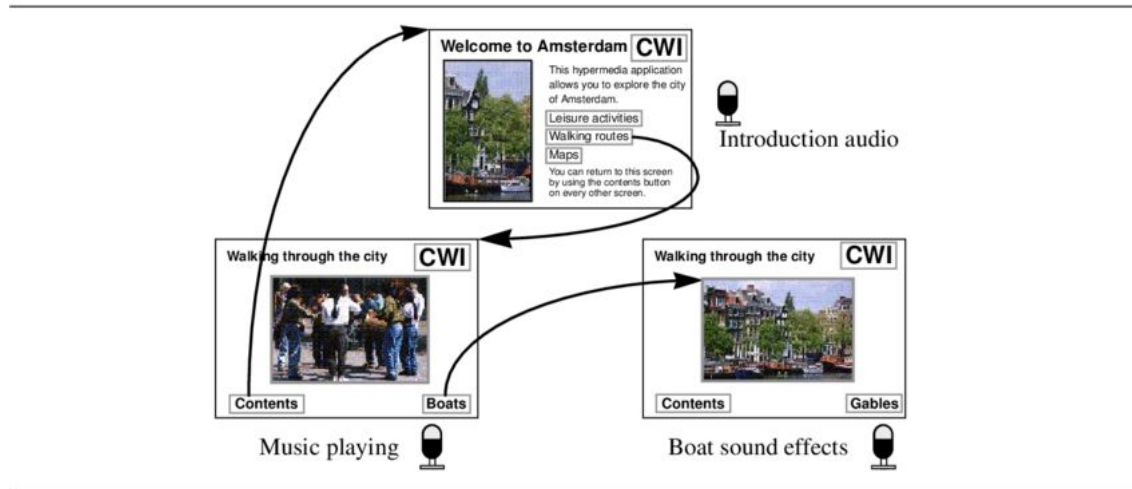 Welcome to Amsterdam
CWI
This hypermedia application
allows you to explore the city
of Amsterdam.
Leisure activities
Walking routes
Maps
You can return to this screen
by using the contents button
on every other screen.
Introduction audio
Walking through the city
CWI
Contents
Boats
Music playing
Walking through the city
CWI
Contents
Gables
Boat sound effects